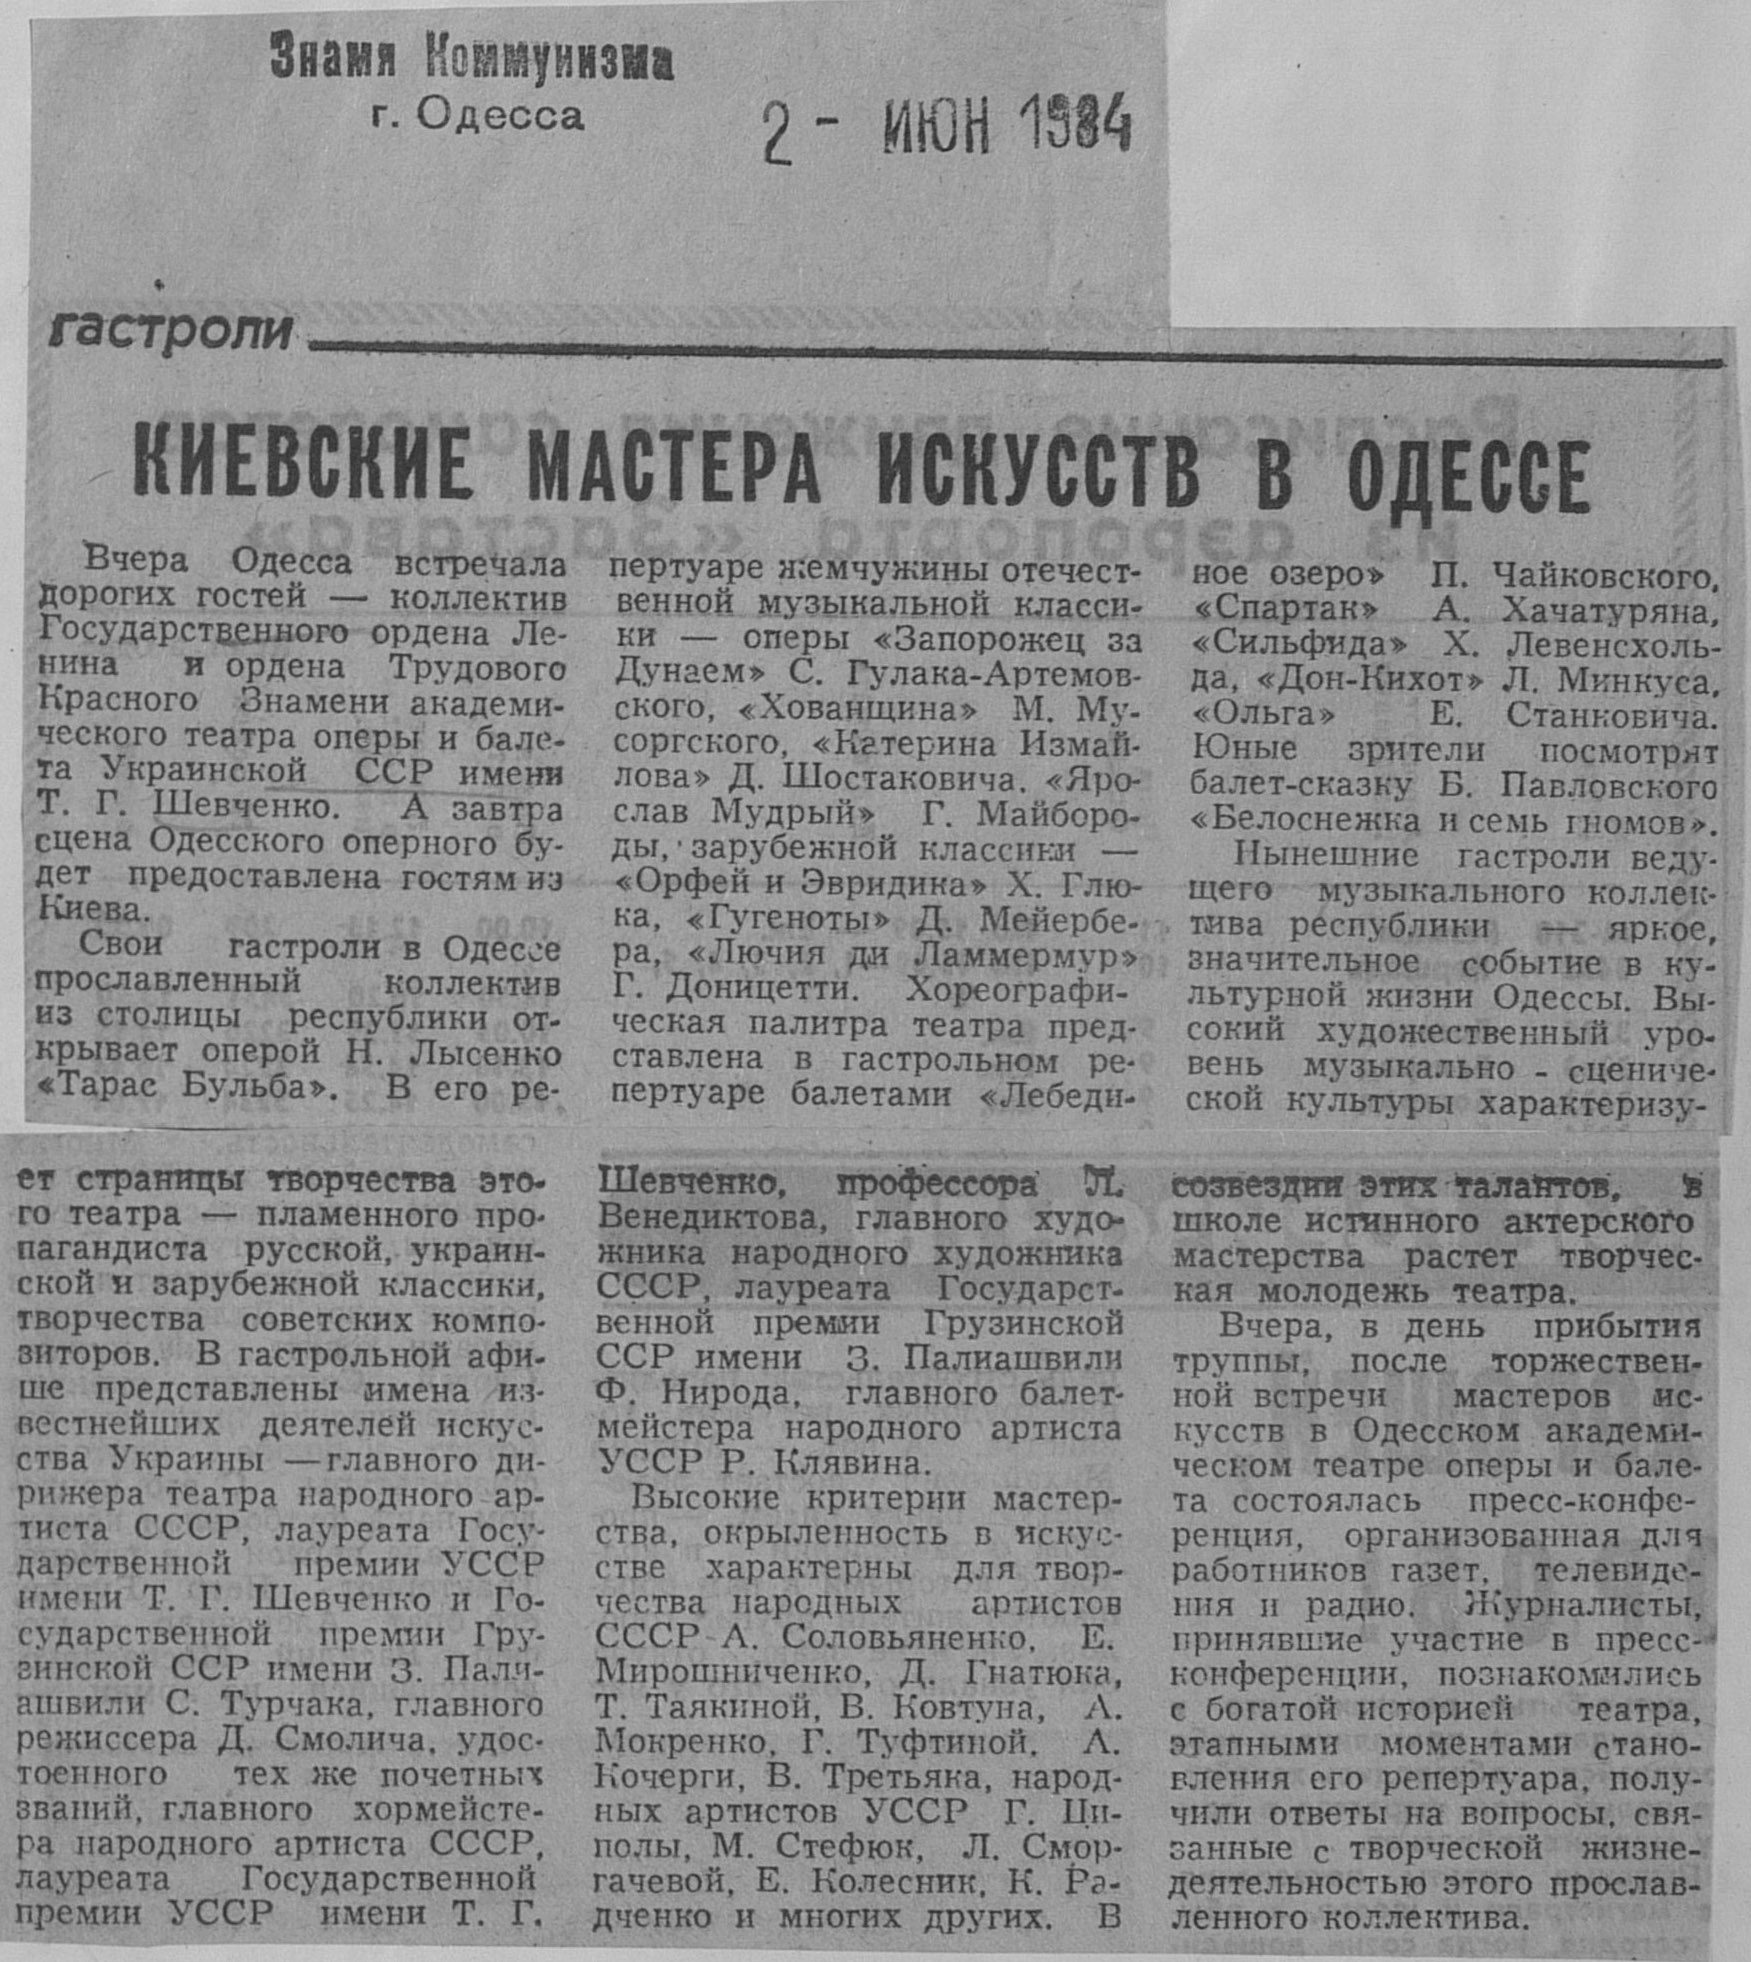 Знамя Коммунизма
г. Одесса
2 - ИЮН 1984
гастроли
КИЕВСКИЕ МАСТЕРА ИСКУССТВ В ОДЕССЕ
Вчера Одесса встречала
дорогих гостей — коллектив
Государственного ордена Ле-
нина и ордена Трудового
Красного Знамени академи-
ческого театра оперы и бале-
та Украинской ССР имени
Т. Г. Шевченко. А завтра
сцена Одесского оперного бу-
дет предоставлена гостям из
Киева.
Свои гастроли в Одессе
прославленный коллектив
из столицы республики от-
крывает оперой Н. Лысенко
«Тарас Бульба». В его ре-
пертуаре жемчужины отечест-
венной музыкальной класси-
ки — оперы «Запорожец за
Дунаем» С. Гулака-Артемов-
ского, «Хованщина» М. Му-
соргского, «Катерина Измай-
лова» Д. Шостаковича, «Яро-
слав Мудрый» Г. Майборо-
ды, зарубежной классики —
«Орфей и Эвридика» Х. Глю-
ка, «Гугеноты» Д. Мейербе-
ра, «Лючия ди Ламмермур»
Г. Доницетти. Хореографи-
ческая палитра театра пред-
ставлена в гастрольном ре-
пертуаре балетами «Лебеди-
ное озеро» П. Чайковского,
«Спартак» А. Хачатуряна,
«Сильфида» Х. Левенсхоль-
да, «Дон-Кихот» Л. Минкуса,
«Ольга» Е. Станковича.
Юные зрители посмотрят
балет-сказку Б. Павловского
«Белоснежка и семь гномов».
Нынешние гастроли веду-
щего музыкального коллек-
тива республики — яркое,
значительное событие в ку-
льтурной жизни Одессы. Вы-
сокий художественный уро-
вень музыкально - сцениче-
ской культуры характеризу-
ет страницы творчества это-
го театра — пламенного про-
пагандиста русской, украин-
ской и зарубежной классики,
творчества советских компо-
зиторов. В гастрольной афи-
ше представлены имена из-
вестнейших деятелей искус-
ства Украины —главного ди-
рижера театра народного ар-
тиста СССР, лауреата Госу-
дарственной премии УССР
имени Т. Г. Шевченко и Го-
сударственной премии Гру-
зинской ССР имени З. Пали-
ашвили С. Турчака, главного
режиссера Д. Смолича, удос-
тоенного тех же почетных
званий, главного хормейсте-
ра народного артиста СССР,
лауреата Государственной
премии УССР имени Т. Г.
Шевченко, профессора Л.
Венедиктова, главного худо-
жника народного художника
СССР, лауреата Государст-
венной премии Грузинской
ССР имени З. Палиашвили
Ф. Нирода, главного балет-
мейстера народного артиста
УССР Р. Клявина.
Высокие критерии мастер-
ства, окрыленность в искус-
стве характерны для твор-
чества народных артистов
СССР А. Соловьяненко, Е.
Мирошниченко, Д. Гнатюка,
Т. Таякиной, В. Ковтуна, А.
Мокренко, Г. Туфтиной, А.
Кочерги, В. Третьяка, народ-
ных артистов УССР Г. Ци-
полы, М. Стефюк, Л. Смор-
гачевой, Е. Колесник, К. Ра-
дченко и многих других. В
созвездии этих талантов, в
школе истинного актерского
мастерства растет творчес-
кая молодежь театра.
Вчера, в день прибытия
труппы, после торжествен-
ной встречи мастеров ис-
кусств в Одесском академи-
ческом театре оперы и бале-
та состоялась пресс-конфе-
ренция, организованная для
работников газет, телевиде-
ния и радио. Журналисты,
принявшие участие в пресс-
конференции, познакомились
с богатой историей театра,
этапными моментами стано-
вления его репертуара, полу-
чили ответы на вопросы, свя-
занные с творческой жизне-
деятельностью этого прослав-
ленного коллектива.